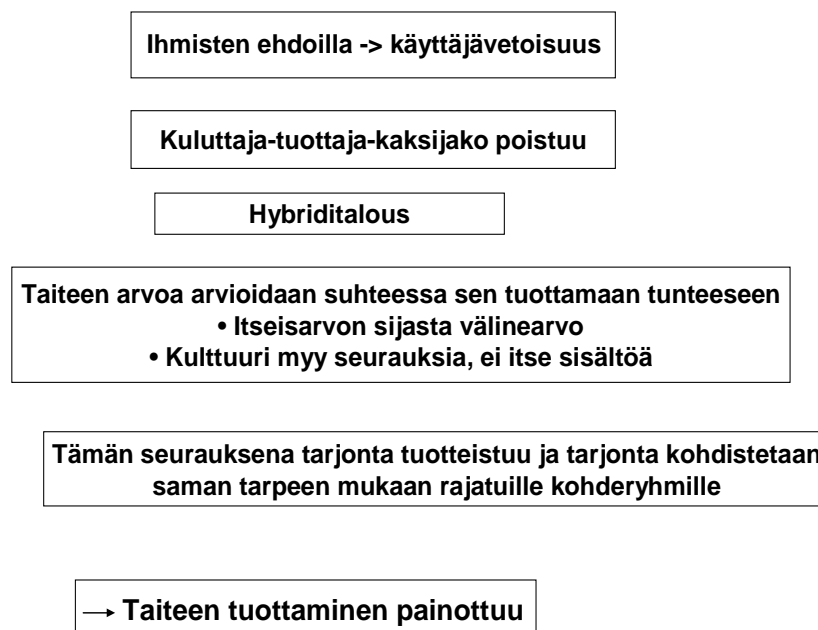 Ihmisten ehdoilla -> käyttäjävetoisuus
Kuluttaja-tuottaja-kaksijako poistuu
Hybriditalous
Taiteen arvoa arvioidaan suhteessa sen tuottamaan tunteeseen
• Itseisarvon sijasta välinearvo
• Kulttuuri myy seurauksia, ei itse sisältöä
Tämän seurauksena tarjonta tuotteistuu ja tarjonta kohdistetaan
saman tarpeen mukaan rajatuille kohderyhmille
→ Taiteen tuottaminen painottuu